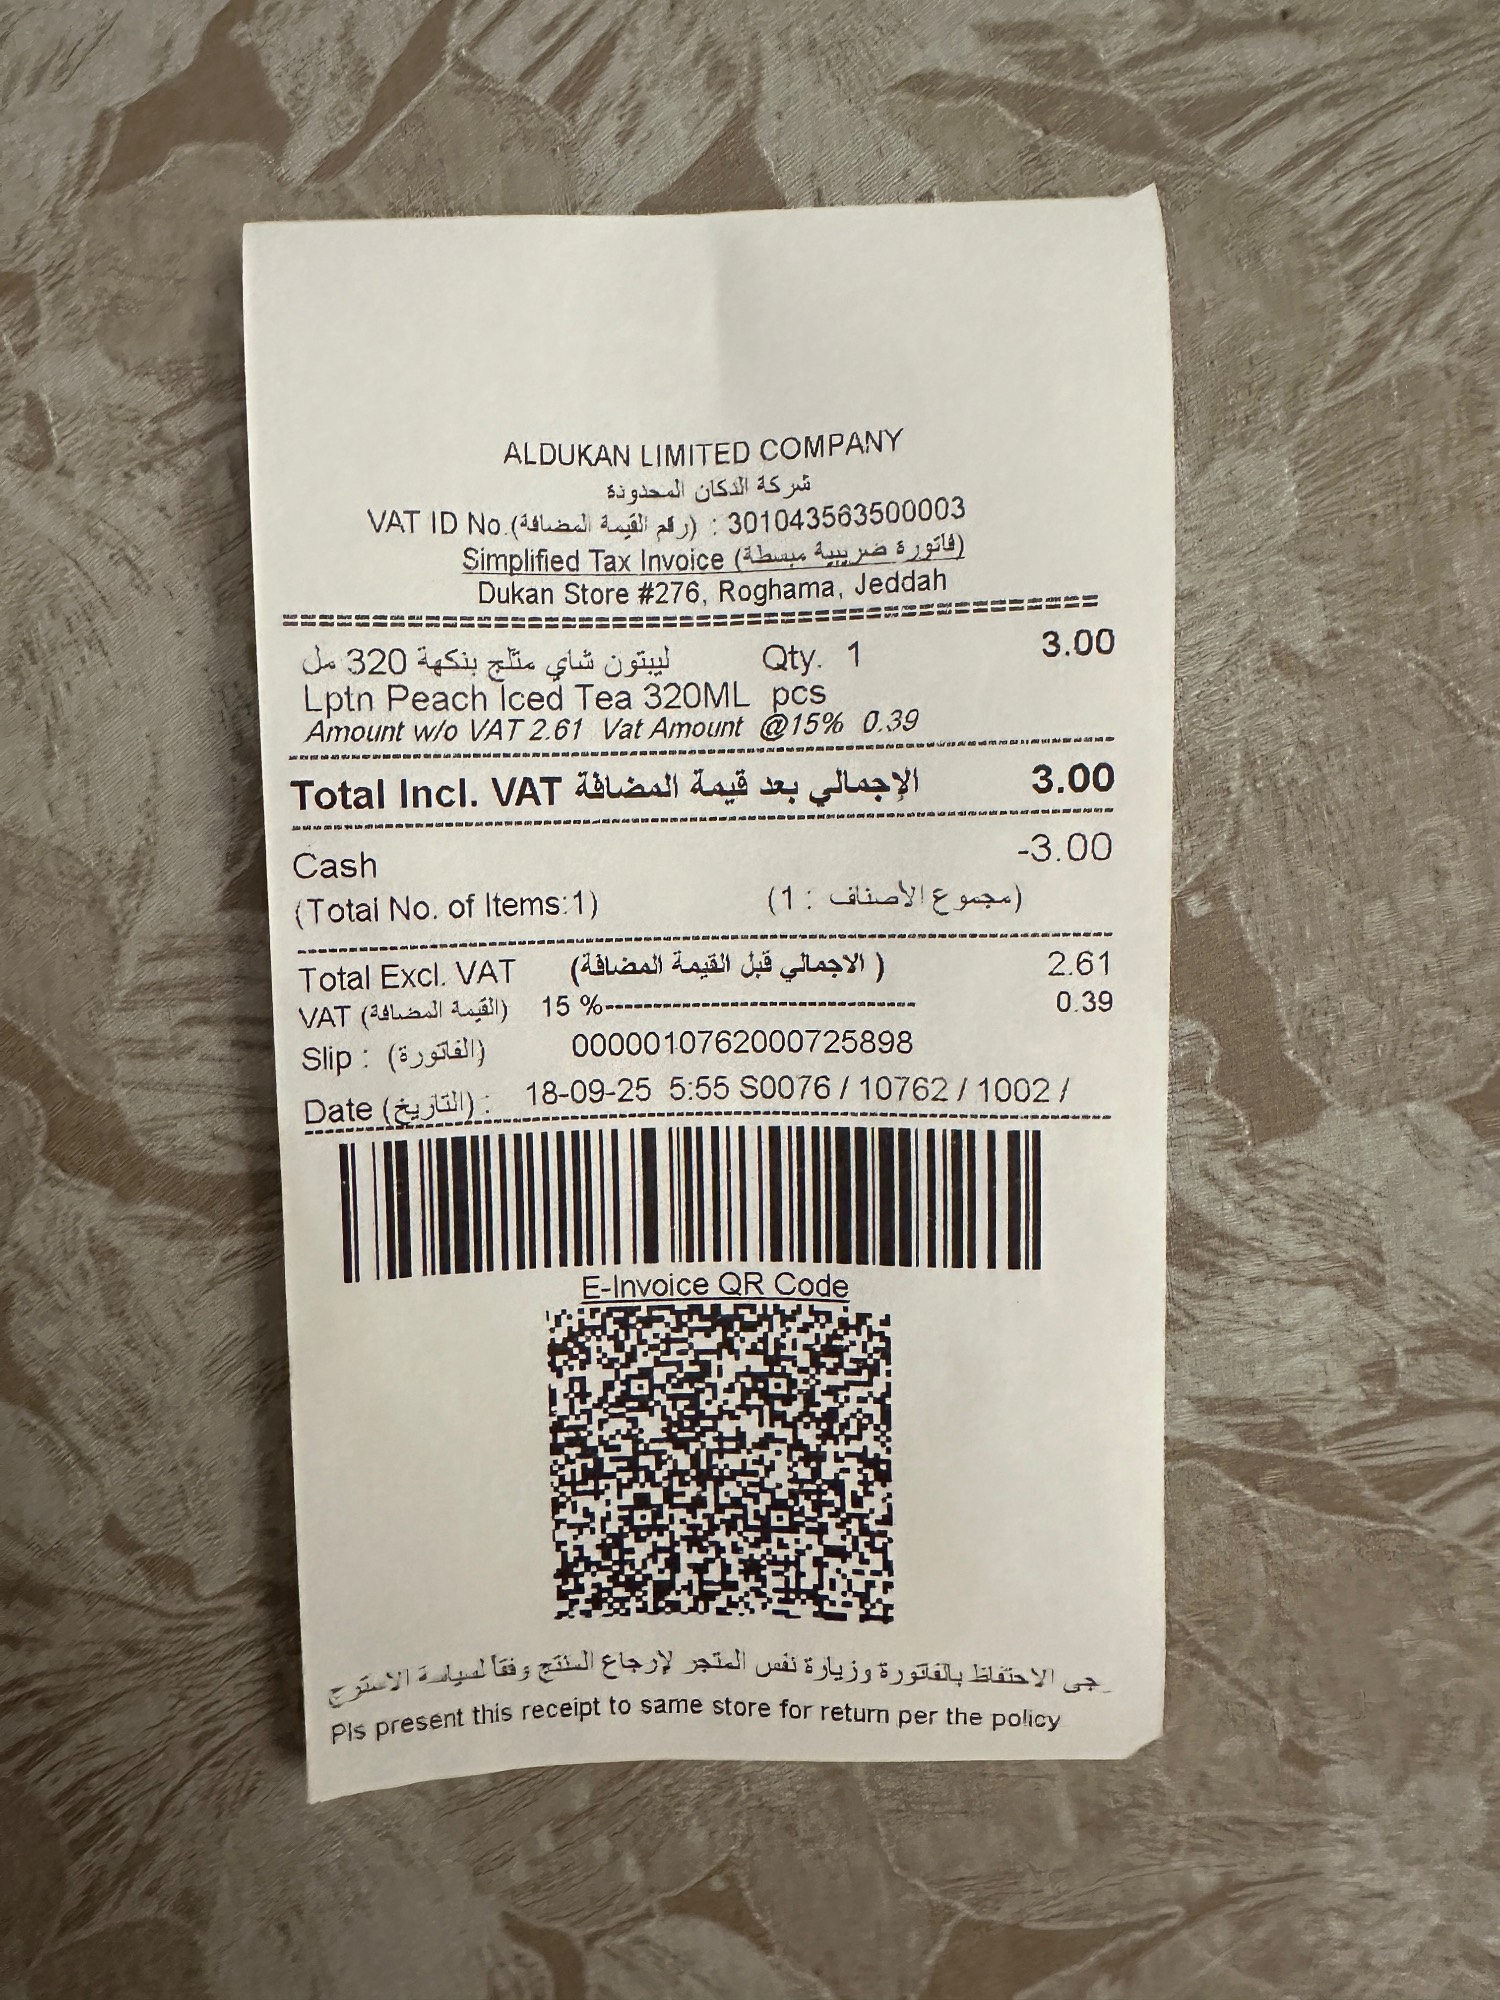 ALDUKAN LIMITED COMPANY
شركة الدكان المحدودة
VAT ID No.(رقم القيمة المضافة) : 301043563500003
Simplified Tax Invoice (فاتورة ضريبية مبسطة)
Dukan Store #276, Roghama, Jeddah
ليبتون شاي مثلج بنكهة 320 مل Qty. 1 3.00
Lptn Peach Iced Tea 320ML pcs
Amount w/o VAT 2.61 Vat Amount @15% 0.39
Total Incl. VAT الإجمالي بعد قيمة المضافة 3.00
Cash -3.00
(Total No. of Items:1) (مجموع الأصناف : 1)
Total Excl. VAT (الاجمالي قبل القيمة المضافة ) 2.61
VAT (القيمة المضافة) 15 %------------------------------ 0.39
Slip : (الفاتورة) 0000010762000725898
Date (التاريخ) : 18-09-25 5:55 S0076 / 10762 / 1002 /
E-Invoice QR Code
جى الاحتفاظ بالفاتورة وزيارة نفس المتجر لإرجاع المنتج وفقا لسياسة الاسترج
Pls present this receipt to same store for return per the policy